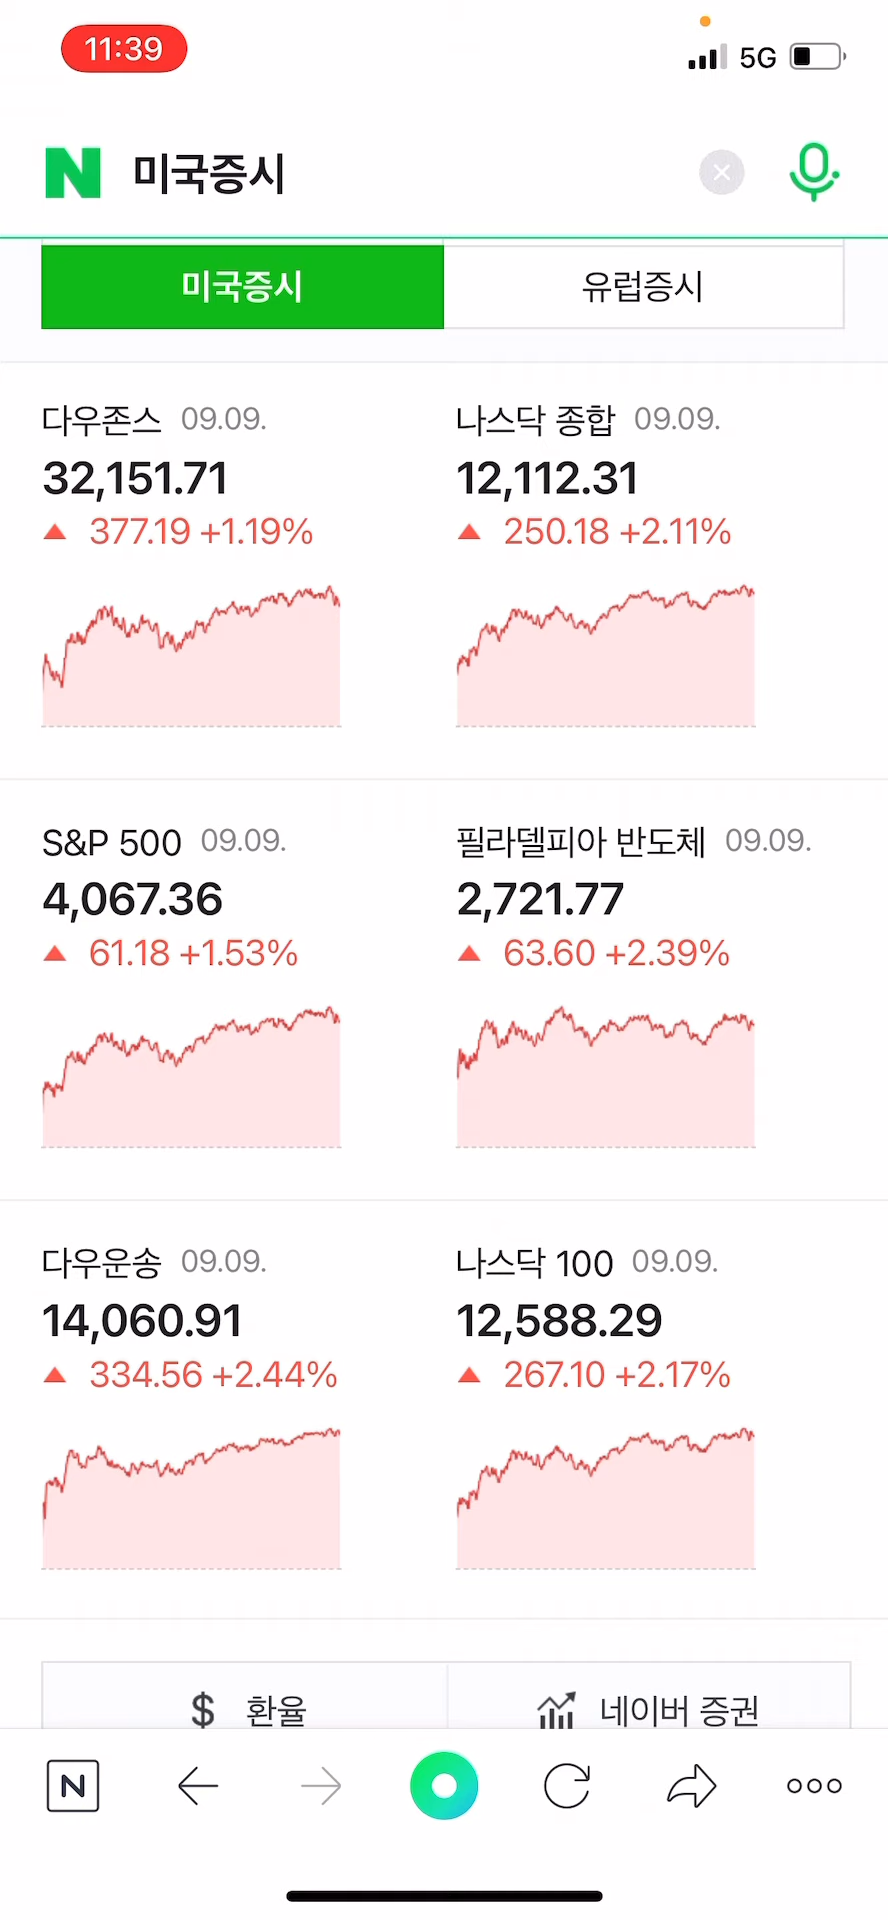 11:39
5G
N 미국증시
미국증시 유럽증시
다우존스 09.09.
32,151.71
▲ 377.19 +1.19%
나스닥 종합 09.09.
12,112.31
▲ 250.18 +2.11%
S&P 500 09.09.
4,067.36
▲ 61.18 +1.53%
필라델피아 반도체 09.09.
2,721.77
▲ 63.60 +2.39%
다우운송 09.09.
14,060.91
▲ 334.56 +2.44%
나스닥 100 09.09.
12,588.29
▲ 267.10 +2.17%
$ 환율
네이버 증권
N